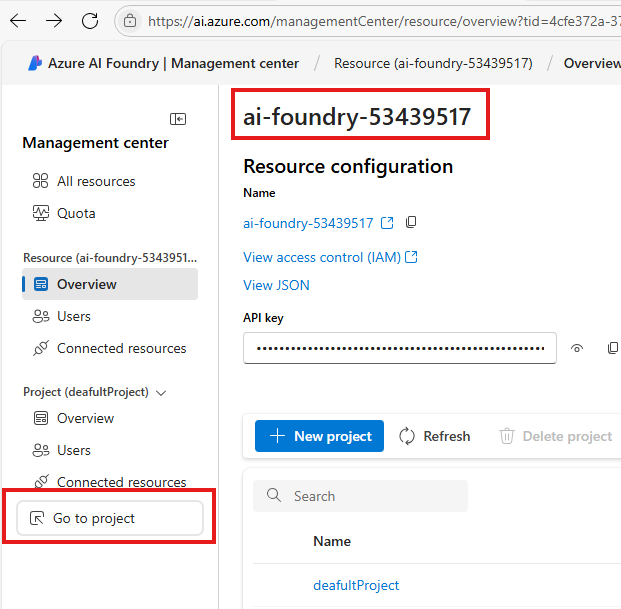 https://ai.azure.com/managementCenter/resource/overview?tid=4cfe372a-37
Azure AI Foundry | Management center / Resource (ai-foundry-53439517) / Overview
Management center
All resources
Quota
Resource (ai-foundry-5343951...
Overview
Users
Connected resources
Project (deafultProject)
Overview
Users
Connected resources
Go to project
ai-foundry-53439517
Resource configuration
Name
ai-foundry-53439517
View access control (IAM)
View JSON
API key
New project Refresh Delete project
Search
Name
deafultProject